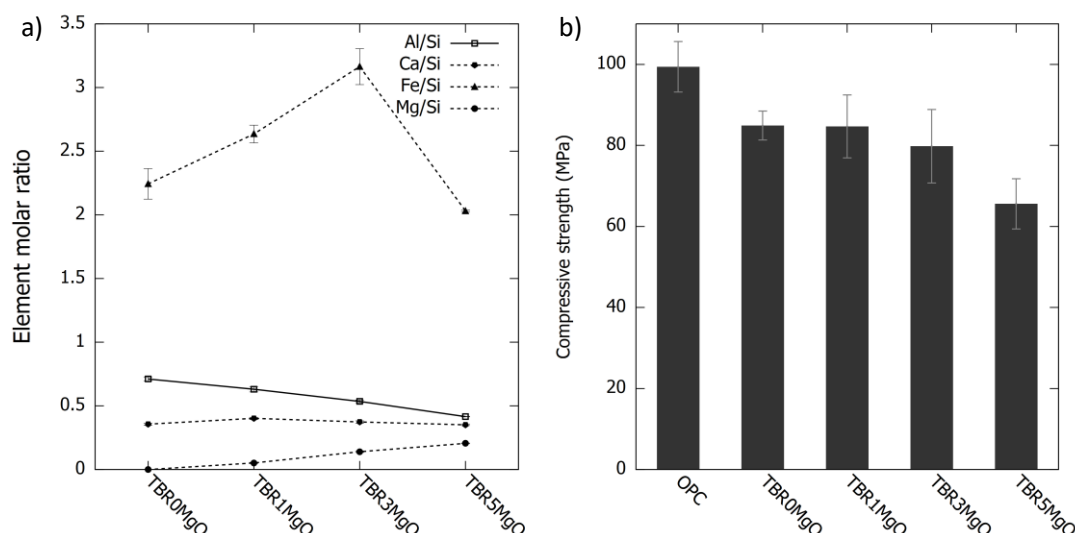 a)
Element molar ratio
3.5
3
2.5
2
1.5
1
0.5
0
Al/Si
Ca/Si
Fe/Si
Mg/Si
TBR0MgO
TBR1MgO
TBR3MgO
TBR5MgO
b)
Compressive strength (MPa)
100
80
60
40
20
0
OPC
TBR0MgO
TBR1MgO
TBR3MgO
TBR5MgO